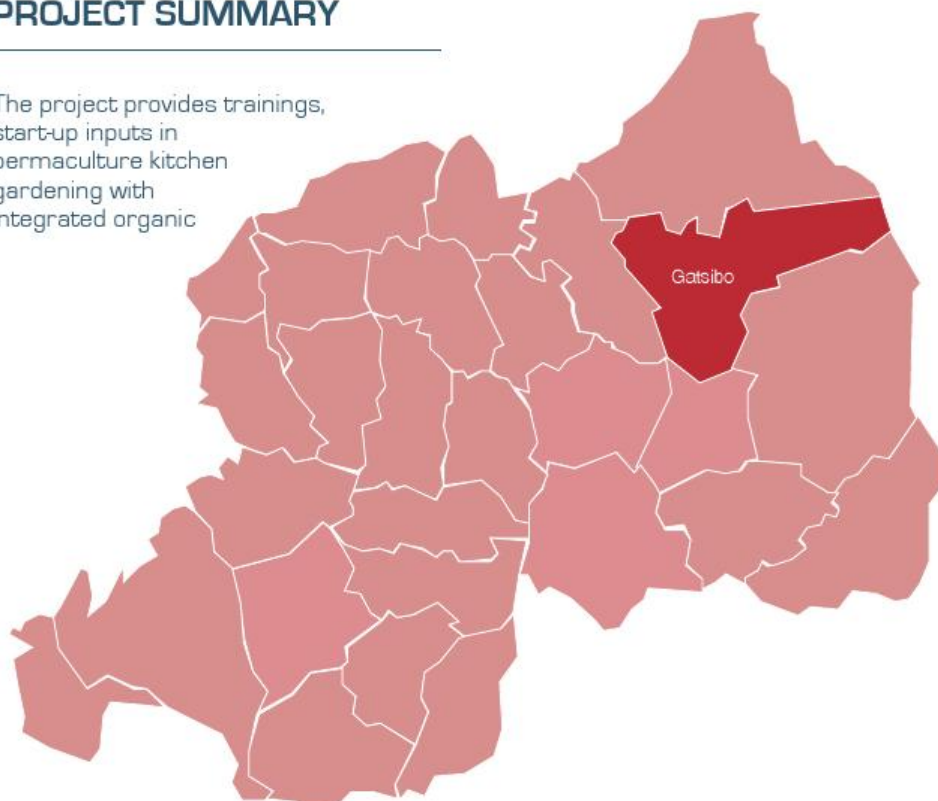 PROJECT SUMMARY
The project provides trainings,
start-up inputs in
permaculture kitchen
gardening with
integrated organic
Gatsibo